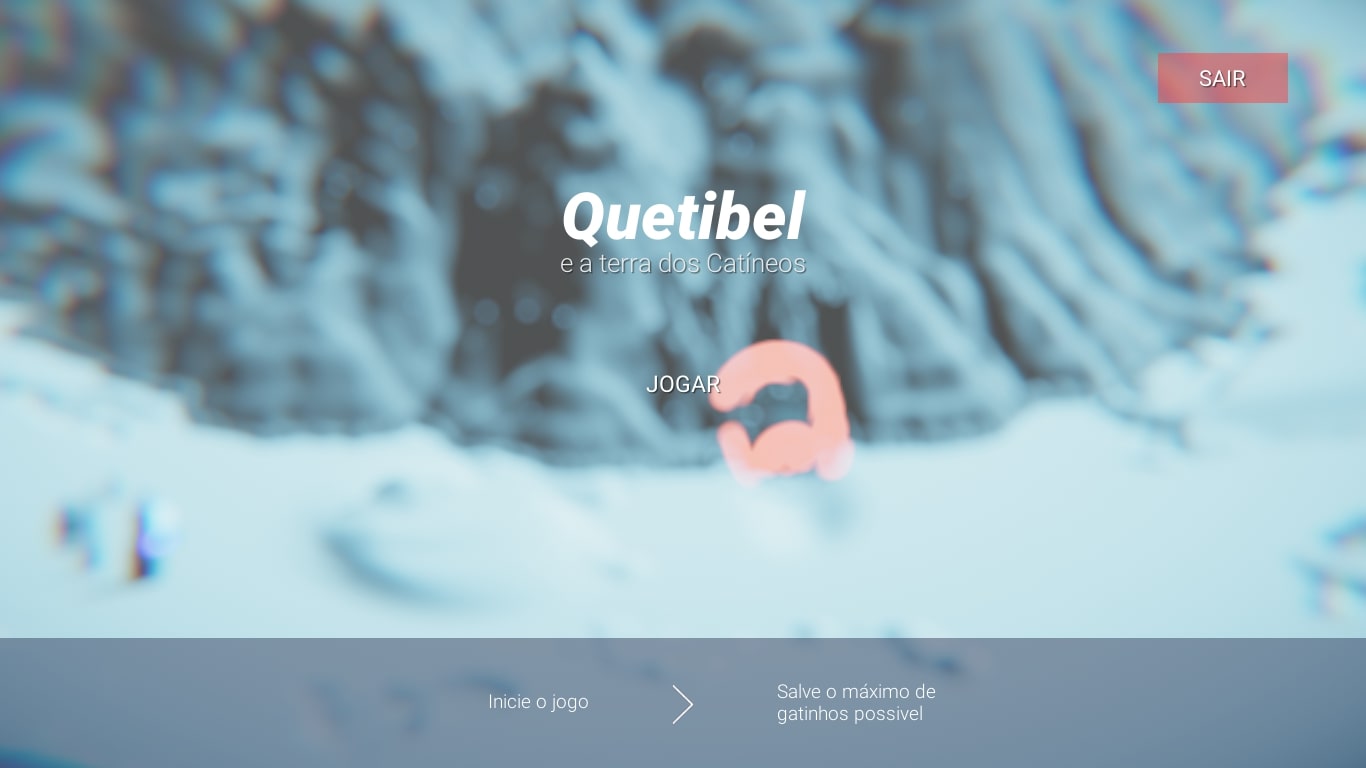 SAIR
Quetibel
e a terra dos Catíneos
JOGAR
Inicie o jogo
Salve o máximo de
gatinhos possivel